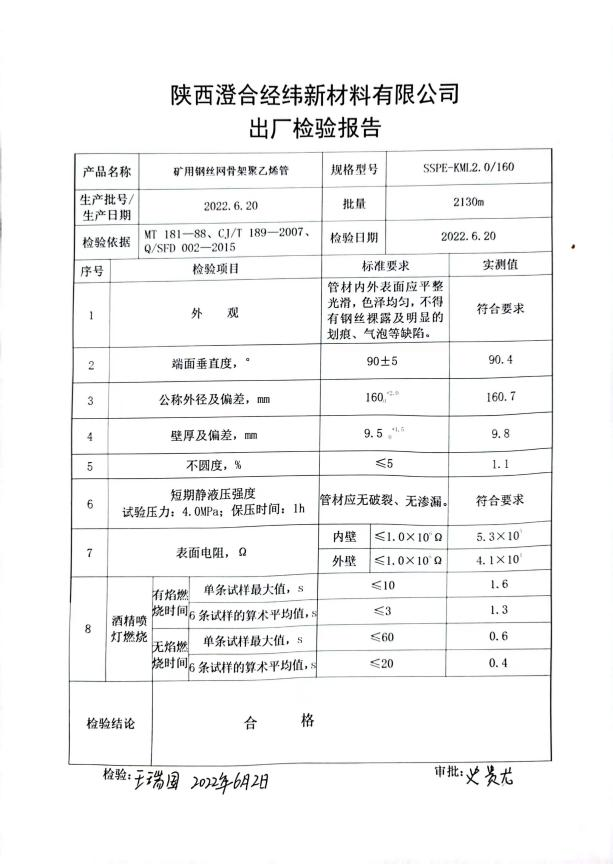 陕西澄合经纬新材料有限公司
出厂检验报告
产品名称 矿用钢丝网骨架聚乙烯管 规格型号 SSPE-KML2.0/160
生产批号/
生产日期 2022.6.20 批量 2130m
检验依据 MT 181—88、CJ/T 189—2007、
Q/SFD 002—2015 检验日期 2022.6.20
序号 检验项目 标准要求 实测值
1 外 观 管材内外表面应平整
光滑,色泽均匀,不得
有钢丝裸露及明显的
划痕、气泡等缺陷。 符合要求
2 端面垂直度,° 90±5 90.4
3 公称外径及偏差,mm 160 +2.0 0 160.7
4 壁厚及偏差,mm 9.5 +1.5 0 9.8
5 不圆度,% ≤5 1.1
6 短期静液压强度
试验压力:4.0MPa;保压时间:1h 管材应无破裂、无渗漏。 符合要求
7 表面电阻,Ω 内壁 ≤1.0×10 Ω 5.3×10
外壁 ≤1.0×10 Ω 4.1×10
8 酒精喷
灯燃烧 有焰燃
烧时间 单条试样最大值,s ≤10 1.6
6条试样的算术平均值,s ≤3 1.3
无焰燃
烧时间 单条试样最大值,s ≤60 0.6
6条试样的算术平均值,s ≤20 0.4
检验结论 合 格
检验:王瑞国 2022年6月2日 审批:史贵龙